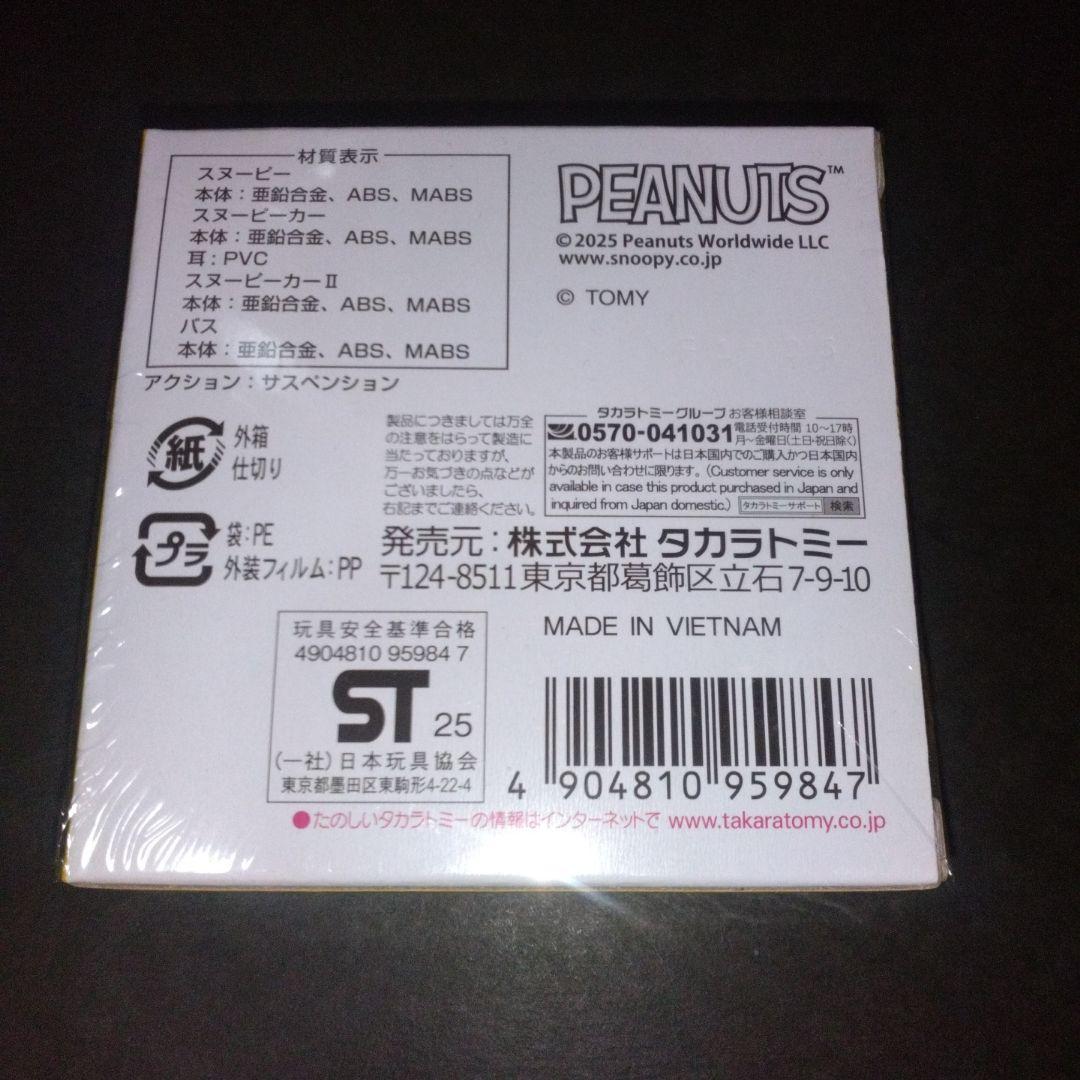 材質表示
スヌーピー
本体：亜鉛合金、ABS、MABS
スヌーピーカー
本体：亜鉛合金、ABS、MABS
耳：PVC
スヌーピーカーⅡ
本体：亜鉛合金、ABS、MABS
バス
本体：亜鉛合金、ABS、MABS
アクション：サスペンション
PEANUTS™
©2025 Peanuts Worldwide LLC
www.snoopy.co.jp
© TOMY
紙
外箱
仕切り
プラ
袋：PE
外装フィルム：PP
製品につきましては万全
の注意をはらって製造に
当たっておりますが、
万一お気づきの点などが
ございましたら、
右記までご連絡ください。
タカラトミーグループ お客様相談室
0570-041031 電話受付時間 10〜17時
月〜金曜日(土日・祝日除く)
本製品のお客様サポートは日本国内でのご購入かつ日本国内
からのお問い合わせに限ります。(Customer service is only
available in case this product purchased in Japan and
inquired from Japan domestic.) タカラトミーサポート 検索
発売元：株式会社 タカラトミー
〒124-8511 東京都葛飾区立石7-9-10
玩具安全基準合格
4904810 95984 7
ST 25
(一社)日本玩具協会
東京都墨田区東駒形4-22-4
MADE IN VIETNAM
4 904810 959847
●たのしいタカラトミーの情報はインターネットで www.takaratomy.co.jp